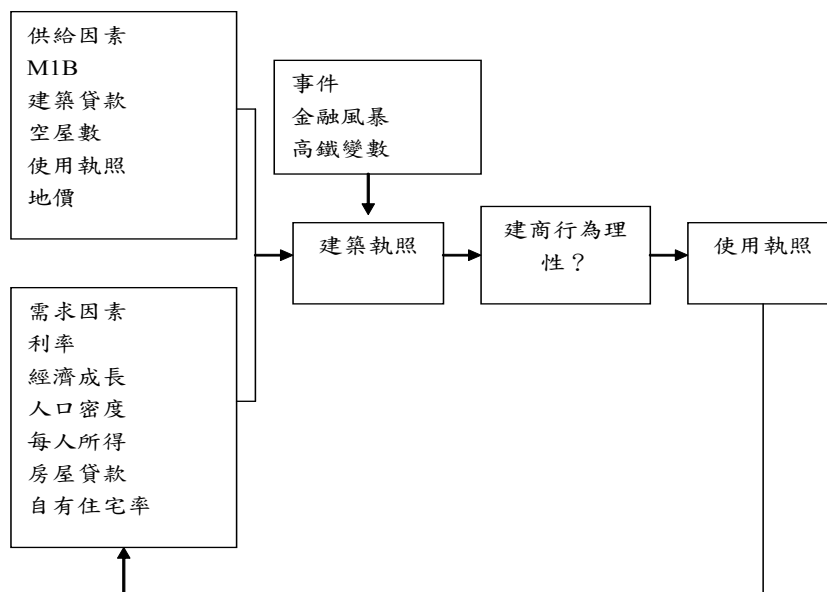 供給因素
M1B
建築貸款
空屋數
使用執照
地價
事件
金融風暴
高鐵變數
建築執照
建商行為理
性？
使用執照
需求因素
利率
經濟成長
人口密度
每人所得
房屋貸款
自有住宅率